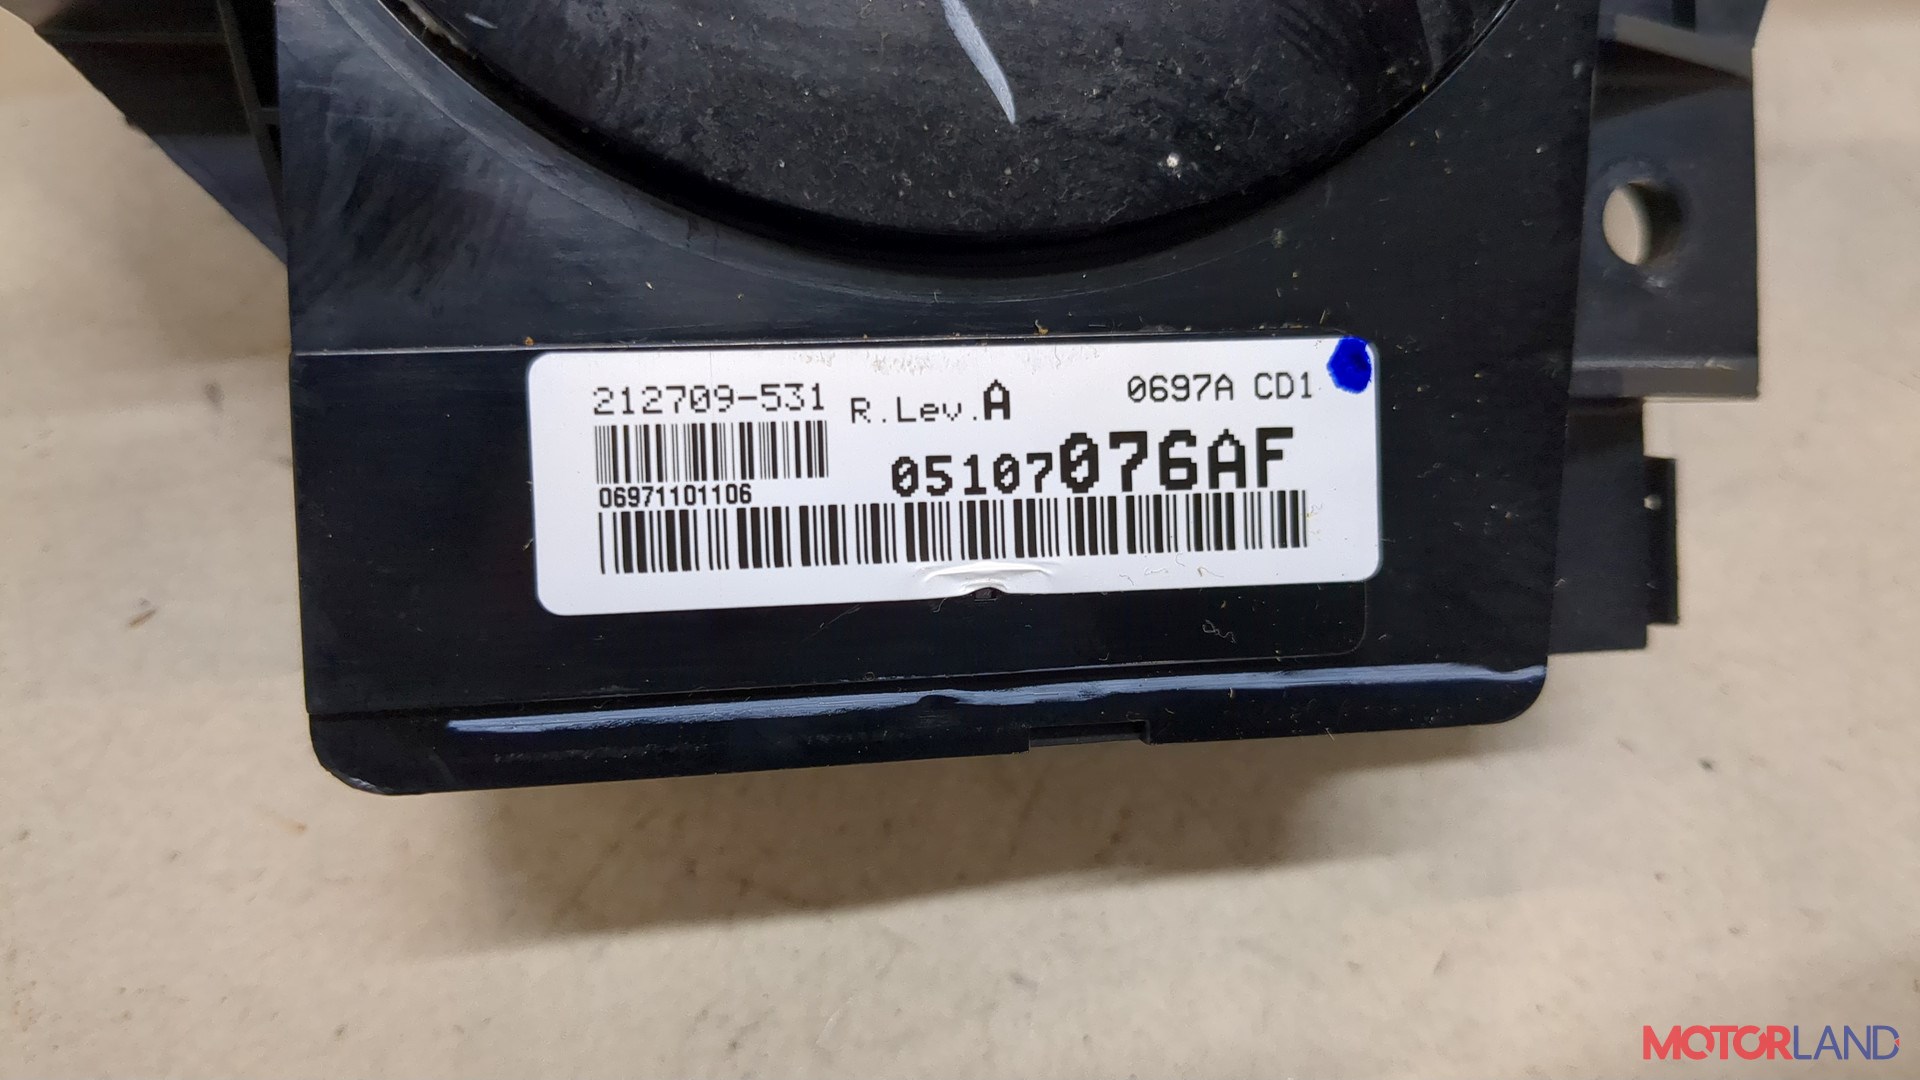 212709-531 R.Lev.A 0697A CD1
05107076AF
06971101106
MOTORLAND